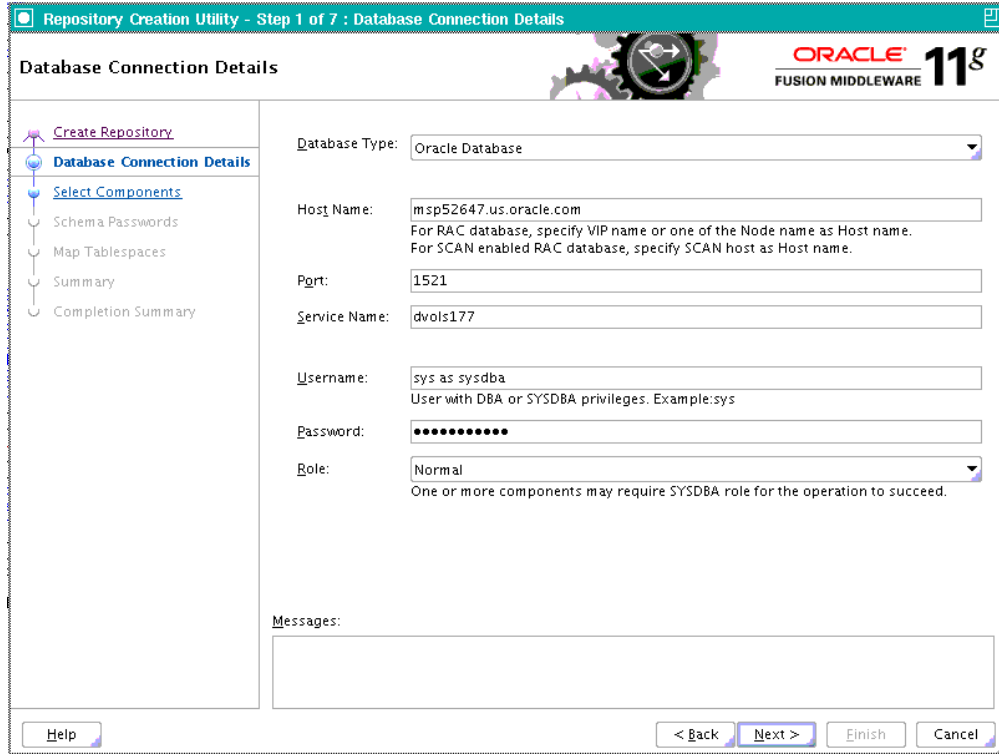 Repository Creation Utility - Step 1 of 7 : Database Connection Details
Database Connection Details
ORACLE
FUSION MIDDLEWARE
11g
Create Repository
Database Connection Details
Select Components
Schema Passwords
Map Tablespaces
Summary
Completion Summary
Database Type: Oracle Database
Host Name: msp52647.us.oracle.com
For RAC database, specify VIP name or one of the Node name as Host name.
For SCAN enabled RAC database, specify SCAN host as Host name.
Port: 1521
Service Name: dvols177
Username: sys as sysdba
User with DBA or SYSDBA privileges. Example:sys
Password: •••••••••••
Role: Normal
One or more components may require SYSDBA role for the operation to succeed.
Messages:
Help
< Back
Next >
Finish
Cancel